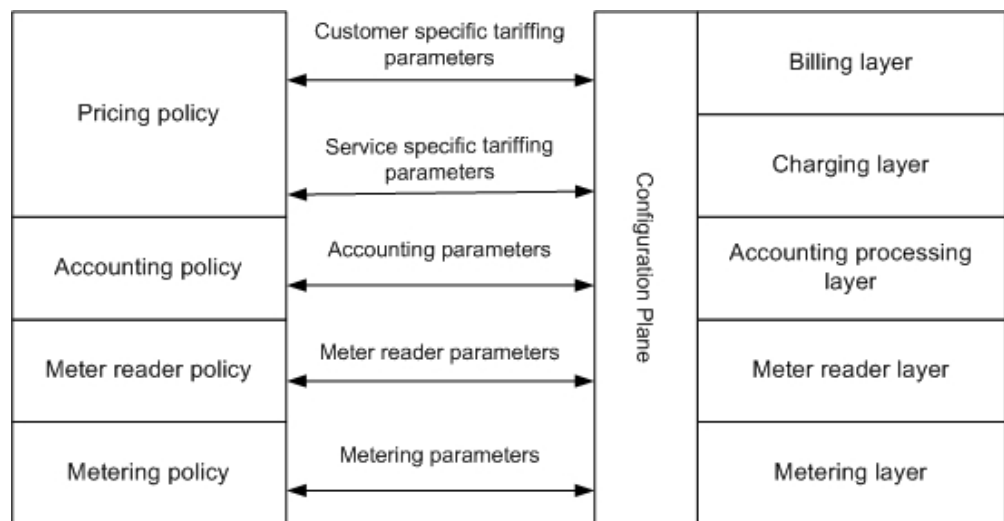 Pricing policy
Accounting policy
Meter reader policy
Metering policy
Customer specific tariffing
parameters
Service specific tariffing
parameters
Accounting parameters
Meter reader parameters
Metering parameters
Configuration Plane
Billing layer
Charging layer
Accounting processing
layer
Meter reader layer
Metering layer